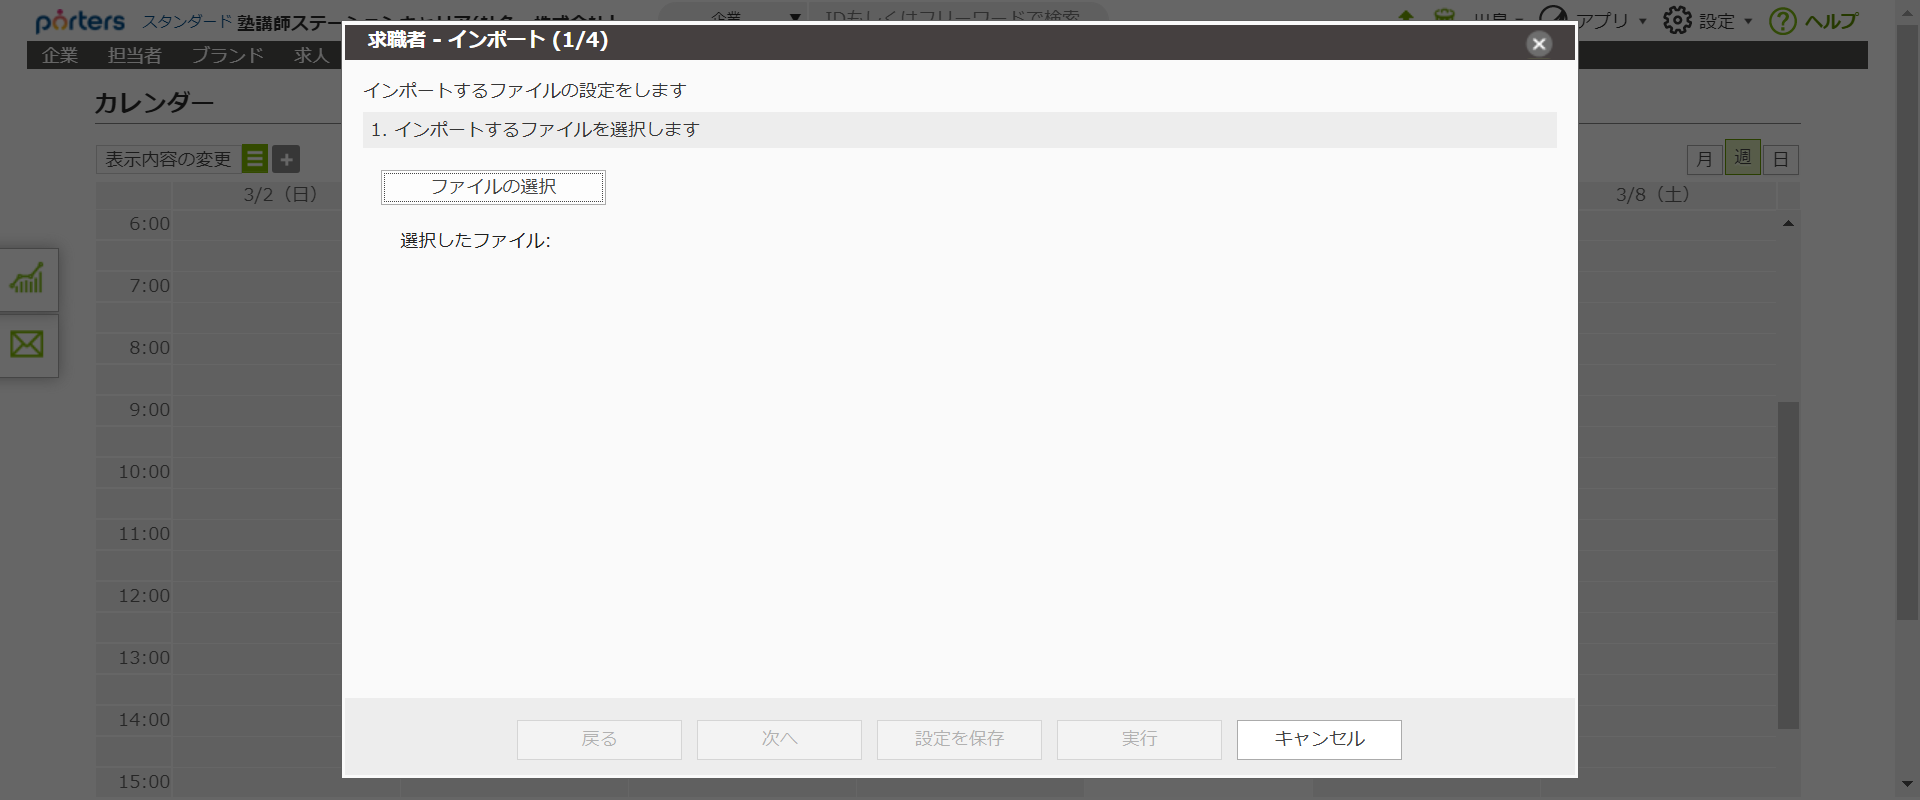 porters スタンダード 塾講師ステー
企業
アプリ
設定
ヘルプ
企業 担当者 ブランド 求人
求職者 - インポート (1/4)
カレンダー
インポートするファイルの設定をします
1. インポートするファイルを選択します
表示内容の変更
月 週 日
ファイルの選択
3/2（日）
3/8（土）
6:00
選択したファイル:
7:00
8:00
9:00
10:00
11:00
12:00
13:00
14:00
戻る 次へ 設定を保存 実行 キャンセル
15:00